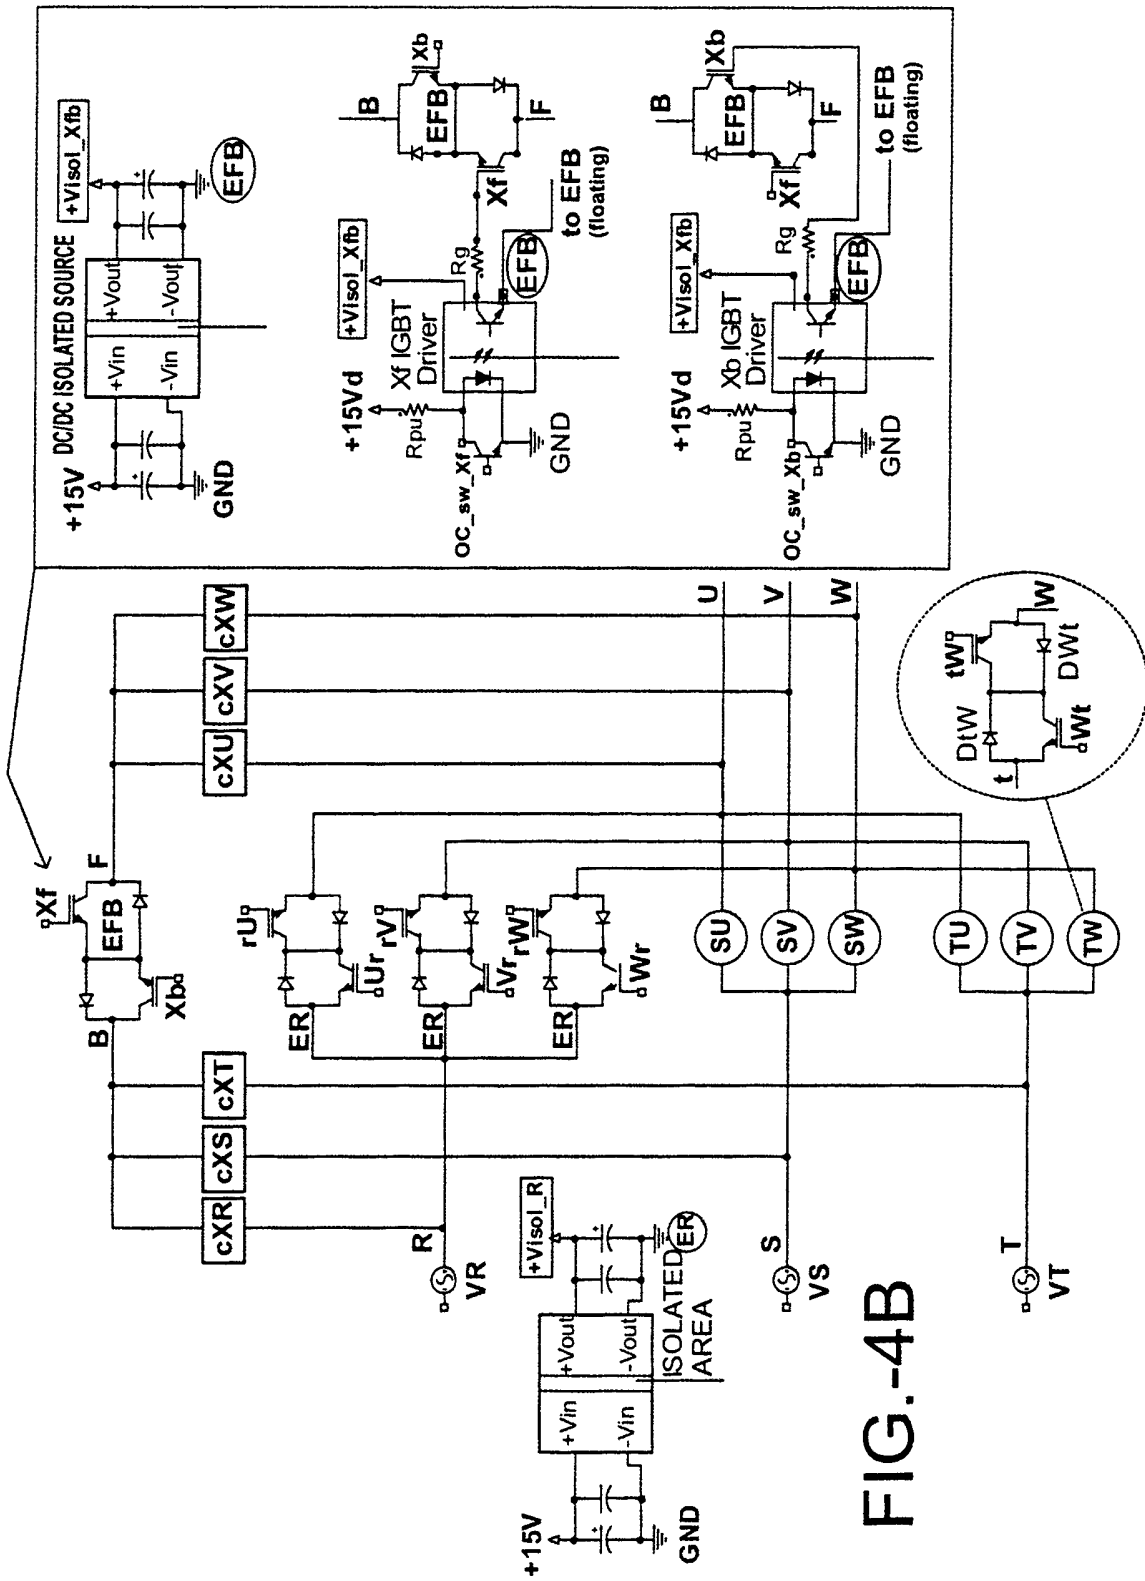 DC/DC ISOLATED SOURCE
+15V
GND
+Vin
-Vin
+Vout
-Vout
+Visol_Xfb
EFB
+15Vd
Rpu
OC_sw_Xf
GND
Xf IGBT
Driver
+Visol_Xfb
Rg
EFB
to EFB
(floating)
B
Xb
EFB
Xf
F
+15Vd
Rpu
OC_sw_Xb
GND
Xb IGBT
Driver
+Visol_Xfb
Rg
EFB
to EFB
(floating)
B
Xb
EFB
Xf
F
Xf
EFB
Xb
B
F
cXR
cXS
cXT
cXU
cXV
cXW
ER
rU
Ur
ER
rV
Vr
ER
rW
Wr
R
VR
S
VS
T
VT
SU
SV
SW
TU
TV
TW
U
V
W
t
DtW
tW
Wt
DWt
W
+15V
GND
+Vin
-Vin
+Vout
-Vout
+Visol_R
ER
ISOLATED
AREA
FIG.-4B